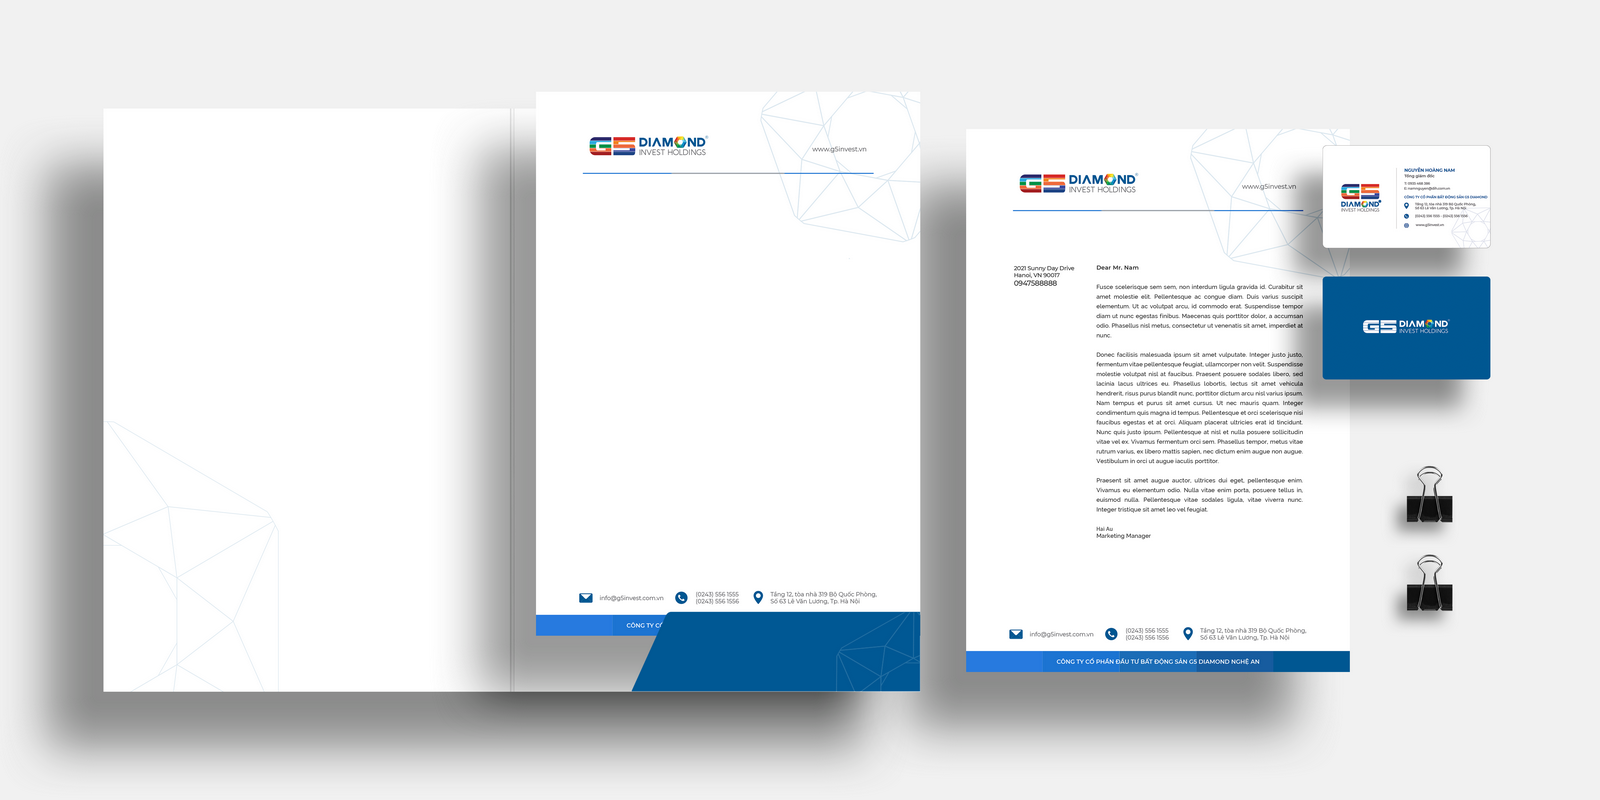 G5 DIAMOND®
INVEST HOLDINGS
www.g5invest.vn
info@g5invest.com.vn
(0243) 556 1555
(0243) 556 1556
Tầng 12, tòa nhà 319 Bộ Quốc Phòng,
Số 63 Lê Văn Lương, Tp. Hà Nội
CÔNG TY CỔ
G5 DIAMOND®
INVEST HOLDINGS
www.g5invest.vn
2021 Sunny Day Drive
Hanoi, VN 90017
0947588888
Dear Mr. Nam
Fusce scelerisque sem sem, non interdum ligula gravida id. Curabitur sit
amet molestie elit. Pellentesque ac congue diam. Duis varius suscipit
elementum. Ut ac volutpat arcu, id commodo erat. Suspendisse tempor
diam ut nunc egestas finibus. Maecenas quis porttitor dolor, a accumsan
odio. Phasellus nisl metus, consectetur ut venenatis sit amet, imperdiet at
nunc.
Donec facilisis malesuada ipsum sit amet vulputate. Integer justo justo,
fermentum vitae pellentesque feugiat, ullamcorper non velit. Suspendisse
molestie volutpat nisl at faucibus. Praesent posuere sodales libero, sed
lacinia lacus ultrices eu. Phasellus lobortis, lectus sit amet vehicula
hendrerit, risus purus blandit nunc, porttitor dictum arcu nisl varius ipsum.
Nam tempus et purus sit amet cursus. Ut nec mauris quam. Integer
condimentum quis magna id tempus. Pellentesque et orci scelerisque nisi
faucibus egestas et at orci. Aliquam placerat ultricies erat id tincidunt.
Nunc quis justo ipsum. Pellentesque at nisl et nulla posuere sollicitudin
vitae vel ex. Vivamus fermentum orci sem. Phasellus tempor, metus vitae
rutrum varius, ex libero mattis sapien, nec dictum enim augue non augue.
Vestibulum in orci ut augue iaculis porttitor.
Praesent sit amet augue auctor, ultrices dui eget, pellentesque enim.
Vivamus eu elementum odio. Nulla vitae enim porta, posuere tellus in,
euismod nulla. Pellentesque vitae sodales ligula, vitae viverra nunc.
Integer tristique sit amet leo vel feugiat.
Hai Au
Marketing Manager
info@g5invest.com.vn
(0243) 556 1555
(0243) 556 1556
Tầng 12, tòa nhà 319 Bộ Quốc Phòng,
Số 63 Lê Văn Lương, Tp. Hà Nội
CÔNG TY CỔ PHẦN ĐẦU TƯ BẤT ĐỘNG SẢN G5 DIAMOND NGHỆ AN
G5
DIAMOND®
INVEST HOLDINGS
NGUYỄN HOÀNG NAM
Tổng giám đốc
CÔNG TY CỔ PHẦN BẤT ĐỘNG SẢN G5 DIAMOND
Tầng 12, tòa nhà 319 Bộ Quốc Phòng,
Số 63 Lê Văn Lương, Tp. Hà Nội
(0243) 556 1555 - (0243) 556 1556
www.g5invest.vn
G5 DIAMOND®
INVEST HOLDINGS